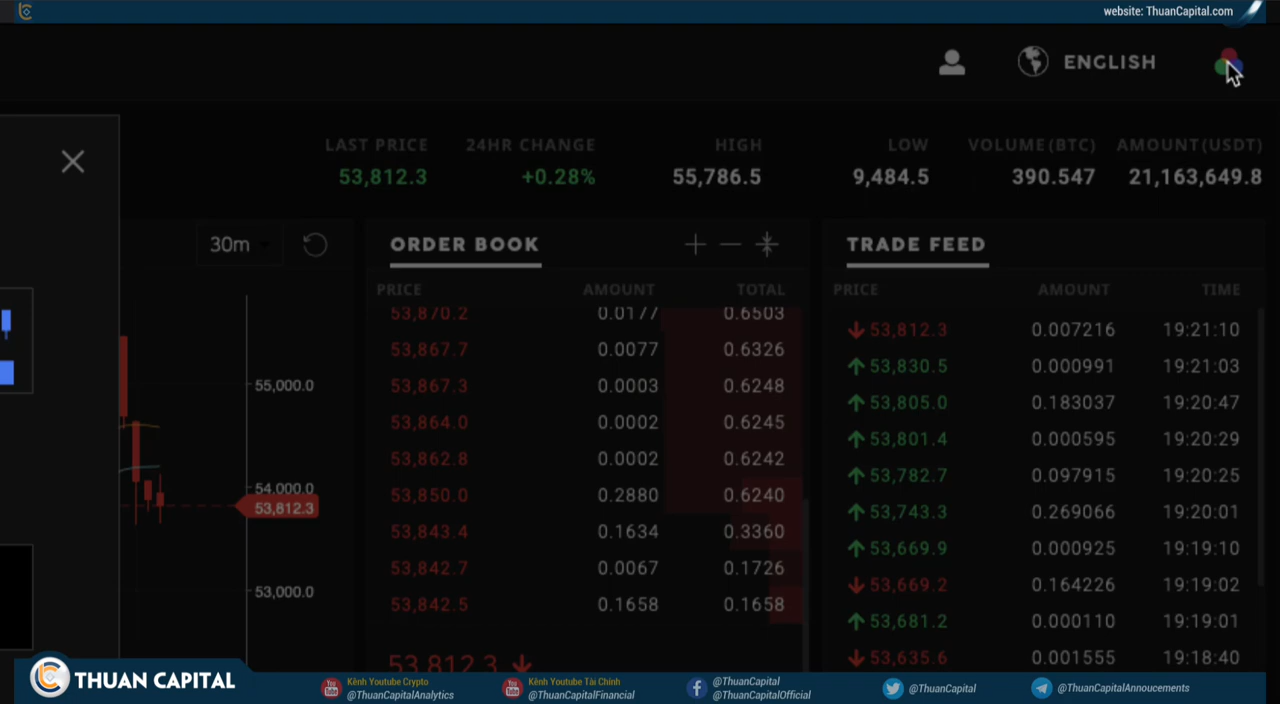 website: ThuanCapital.com
ENGLISH
LAST PRICE 24HR CHANGE HIGH LOW VOLUME(BTC) AMOUNT(USDT)
53,812.3 +0.28% 55,786.5 9,484.5 390.547 21,163,649.8
30m
55,000.0
54,000.0
53,812.3
53,000.0
ORDER BOOK
PRICE AMOUNT TOTAL
53,870.2 0.0177 0.6503
53,867.7 0.0077 0.6326
53,867.3 0.0003 0.6248
53,864.0 0.0002 0.6245
53,862.8 0.0002 0.6242
53,850.0 0.2880 0.6240
53,843.4 0.1634 0.3360
53,842.7 0.0067 0.1726
53,842.5 0.1658 0.1658
53,812.3
TRADE FEED
PRICE AMOUNT TIME
53,812.3 0.007216 19:21:10
53,830.5 0.000991 19:21:03
53,805.0 0.183037 19:20:47
53,801.4 0.000595 19:20:29
53,782.7 0.097915 19:20:25
53,743.3 0.269066 19:20:01
53,669.9 0.000925 19:19:10
53,669.2 0.164226 19:19:02
53,681.2 0.000110 19:19:01
53,635.6 0.001555 19:18:40
THUAN CAPITAL
Kênh Youtube Crypto
@ThuanCapitalAnalytics
Kênh Youtube Tài Chính
@ThuanCapitalFinancial
@ThuanCapital
@ThuanCapitalOfficial
@ThuanCapital
@ThuanCapitalAnnoucements